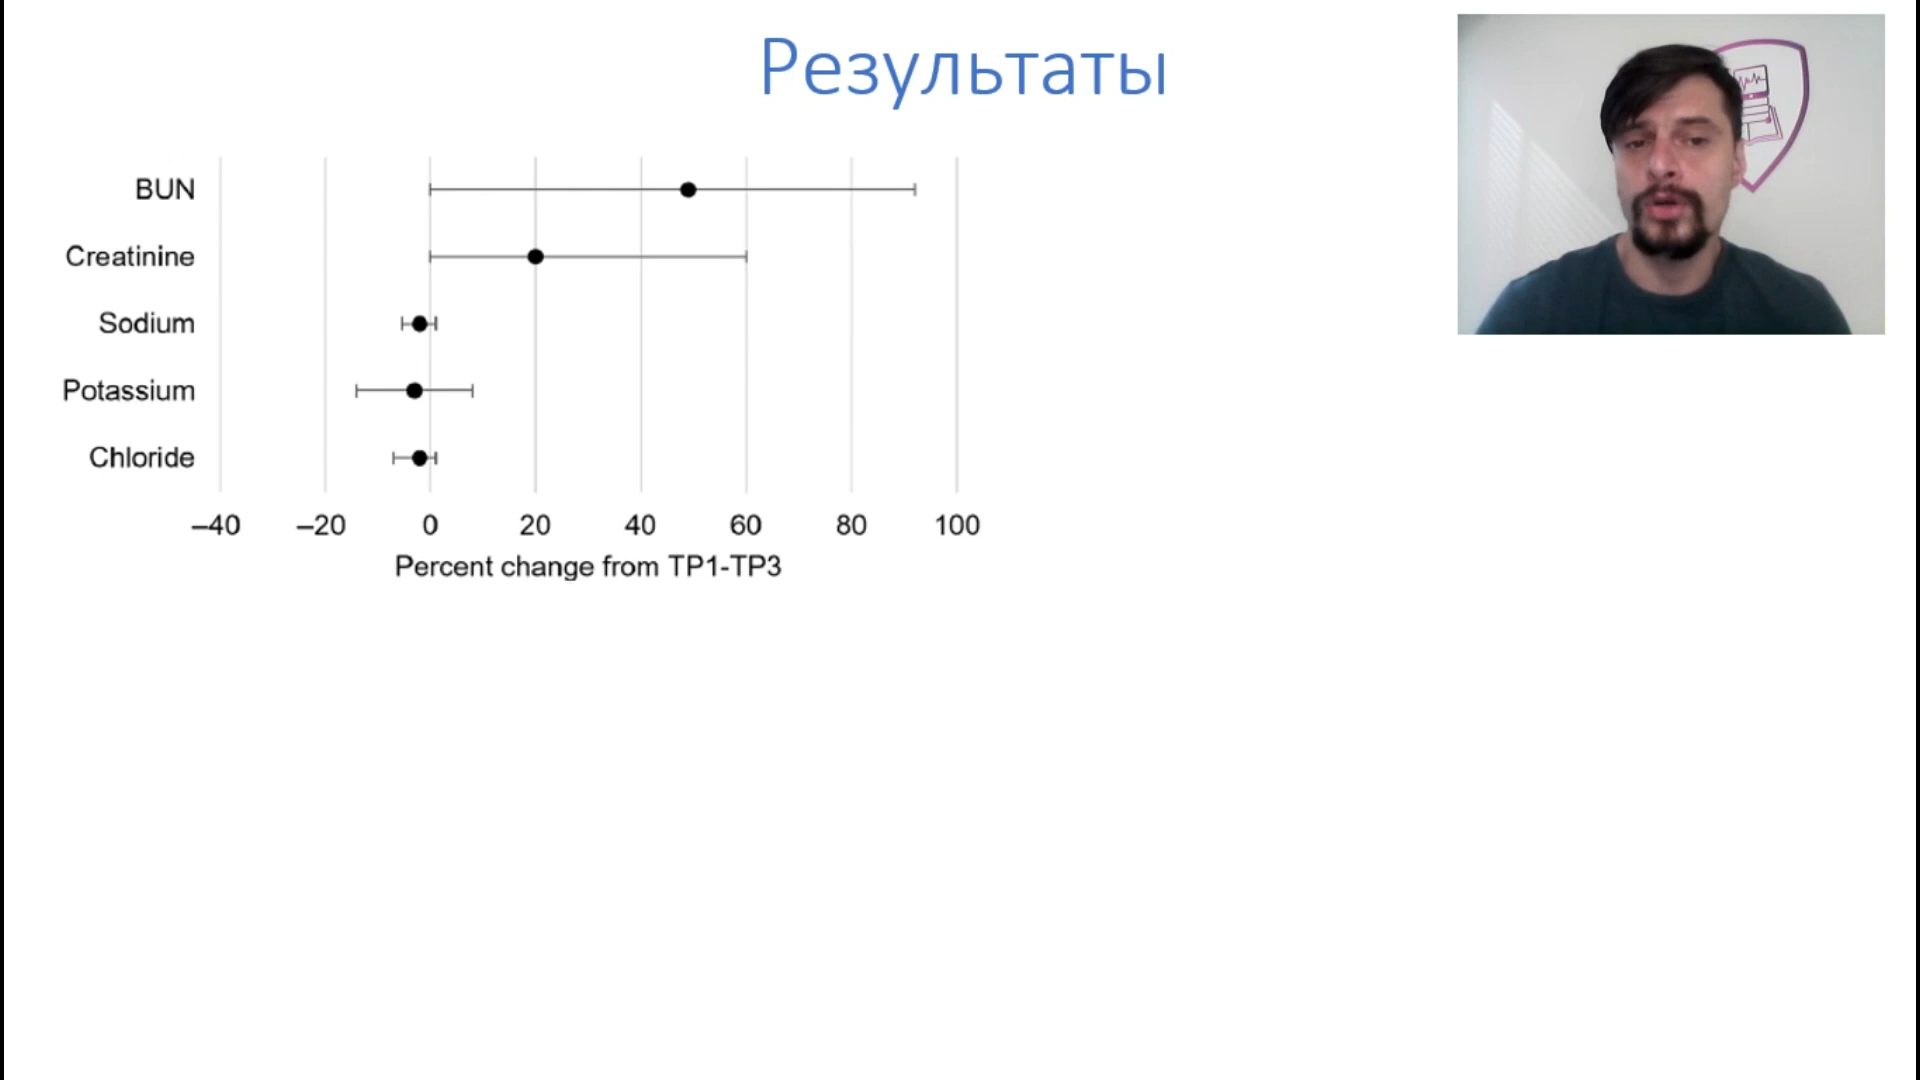 Результаты
BUN
Creatinine
Sodium
Potassium
Chloride
–40 –20 0 20 40 60 80 100
Percent change from TP1-TP3